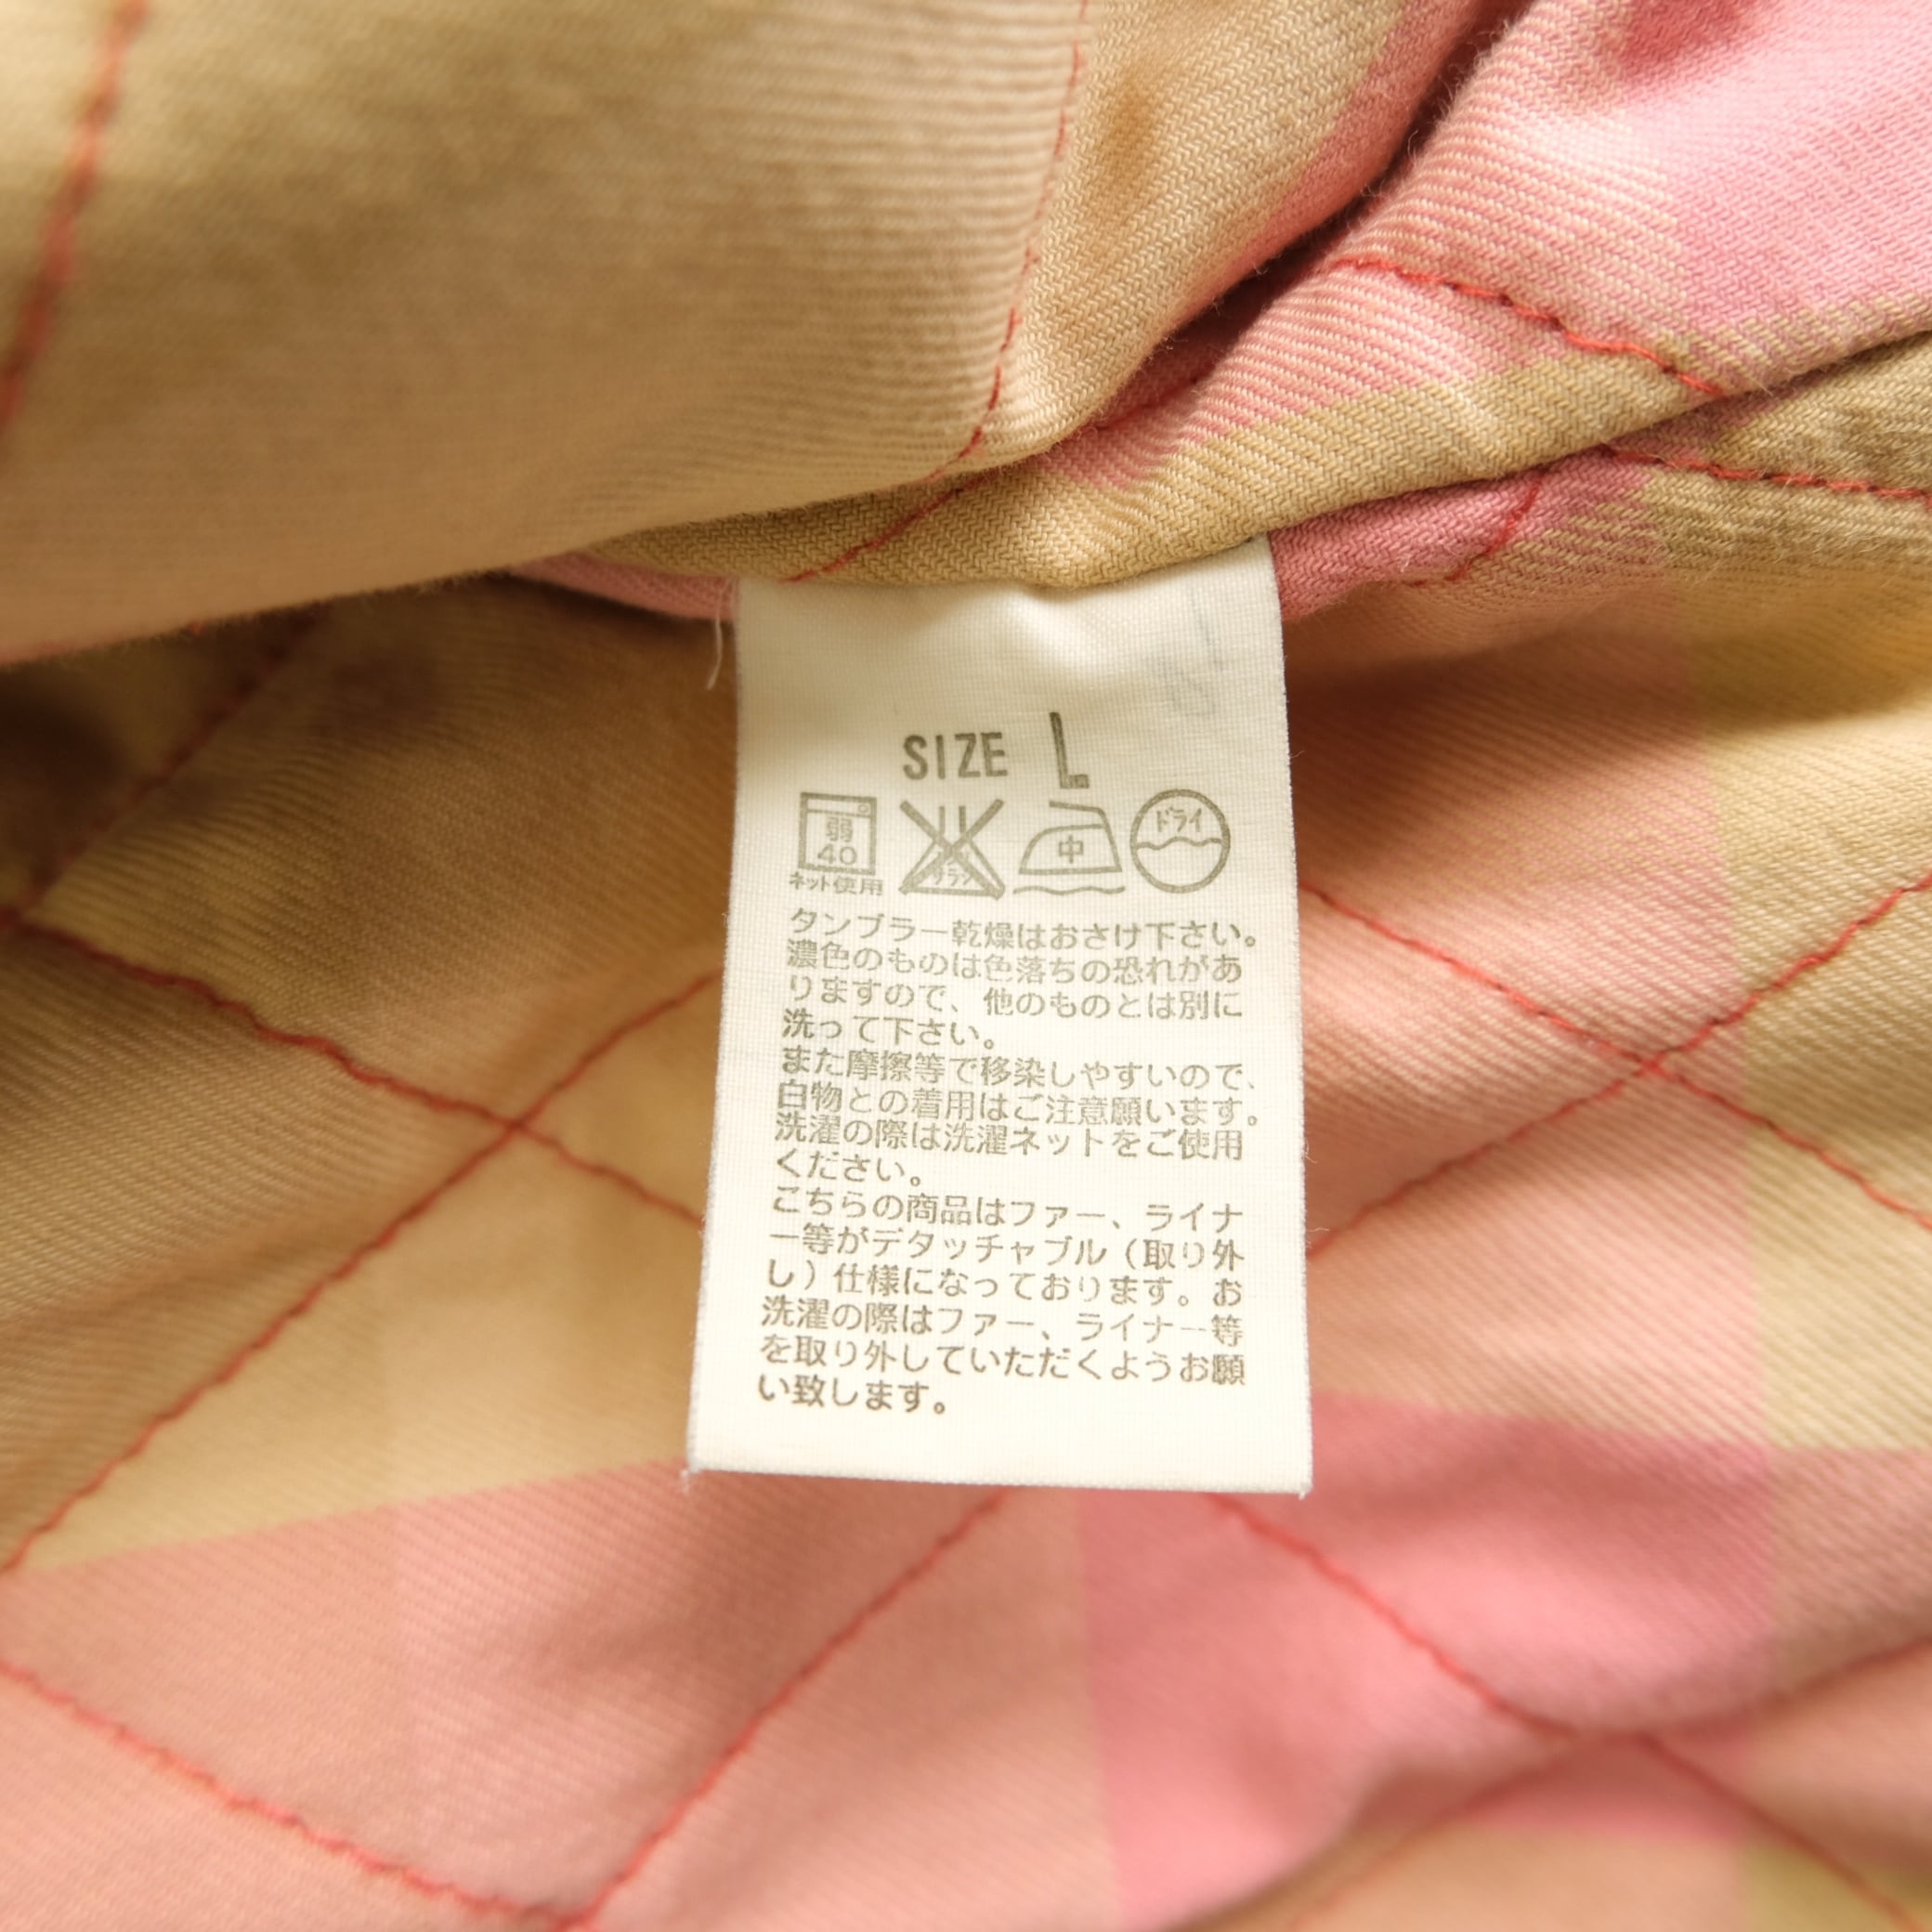 SIZE L
弱
40
ネット使用
中
ドライ
タンブラー乾燥はおさけ下さい。
濃色のものは色落ちの恐れがあ
りますので、他のものとは別に
洗って下さい。
また摩擦等で移染しやすいので、
白物との着用はご注意願います。
洗濯の際は洗濯ネットをご使用
ください。
こちらの商品はファー、ライナ
ー等がデタッチャブル（取り外
し）仕様になっております。お
洗濯の際はファー、ライナー等
を取り外していただくようお願
い致します。